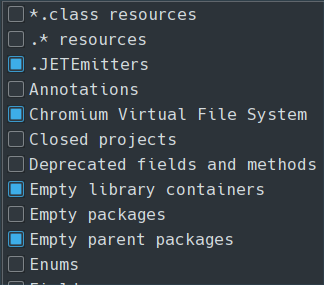 *.class resources
.* resources
.JETEmitters
Annotations
Chromium Virtual File System
Closed projects
Deprecated fields and methods
Empty library containers
Empty packages
Empty parent packages
Enums